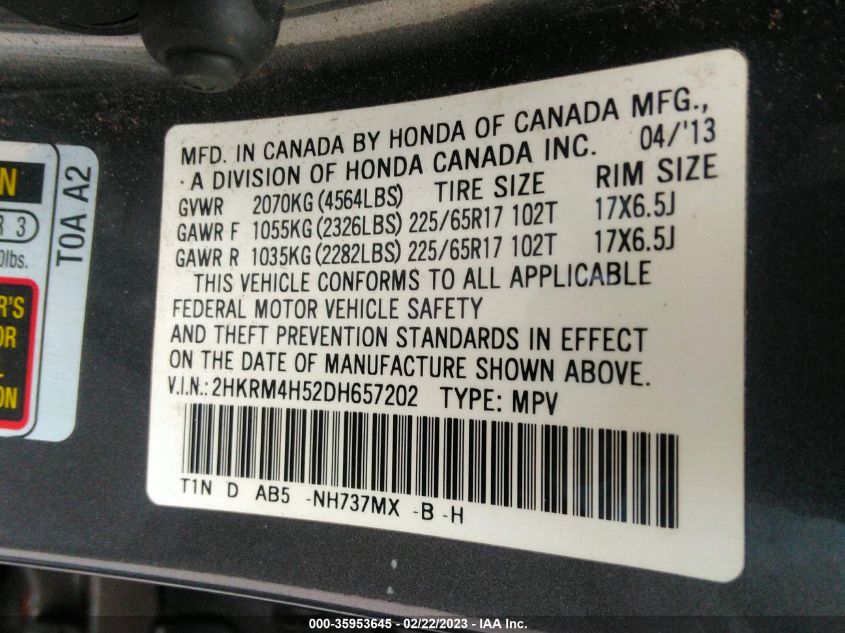 MFD. IN CANADA BY HONDA OF CANADA MFG.,
·A DIVISION OF HONDA CANADA INC. 04/'13
GVWR 2070KG(4564LBS) TIRE SIZE RIM SIZE
GAWR F 1055KG(2326LBS) 225/65R17 102T 17X6.5J
GAWR R 1035KG(2282LBS) 225/65R17 102T 17X6.5J
THIS VEHICLE CONFORMS TO ALL APPLICABLE
FEDERAL MOTOR VEHICLE SAFETY
AND THEFT PREVENTION STANDARDS IN EFFECT
ON THE DATE OF MANUFACTURE SHOWN ABOVE.
V.I.N.: 2HKRM4H52DH657202 TYPE: MPV
T1N D AB5 -NH737MX -B -H
T0A A2
R 3
0lbs.
000-35953645 - 02/22/2023 - IAA Inc.